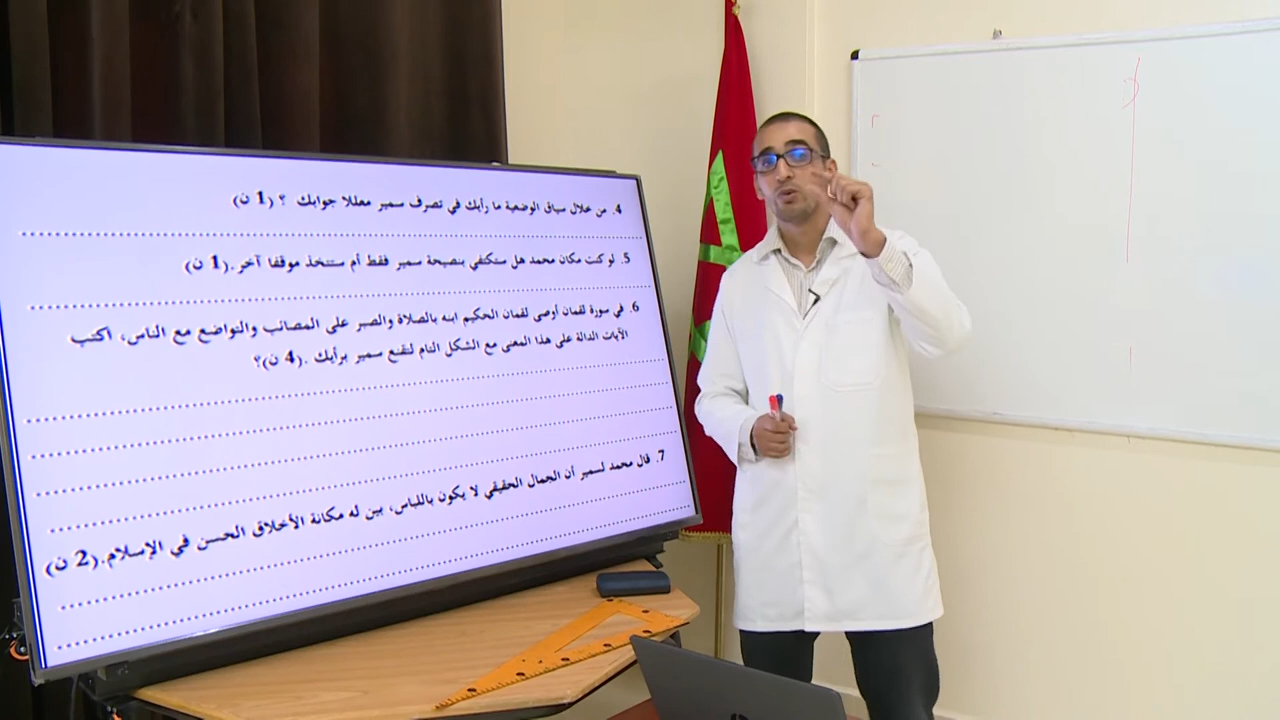 4. من خلال سياق الوضعية ما رأيك في تصرف سمير معللا جوابك ؟ (1 ن)
5. لو كنت مكان محمد هل ستكتفي بنصيحة سمير فقط أم ستتخذ موقفا آخر.(1 ن)
6. في سورة لقمان أوصى لقمان الحكيم ابنه بالصلاة والصبر على المصائب والتواضع مع الناس، اكتب
الآيات الدالة على هذا المعنى مع الشكل التام لتقنع سمير برأيك .(4 ن)؟
7. قال محمد لسمير أن الجمال الحقيقي لا يكون باللباس، بين له مكانة الأخلاق الحسن في الإسلام.(2 ن)